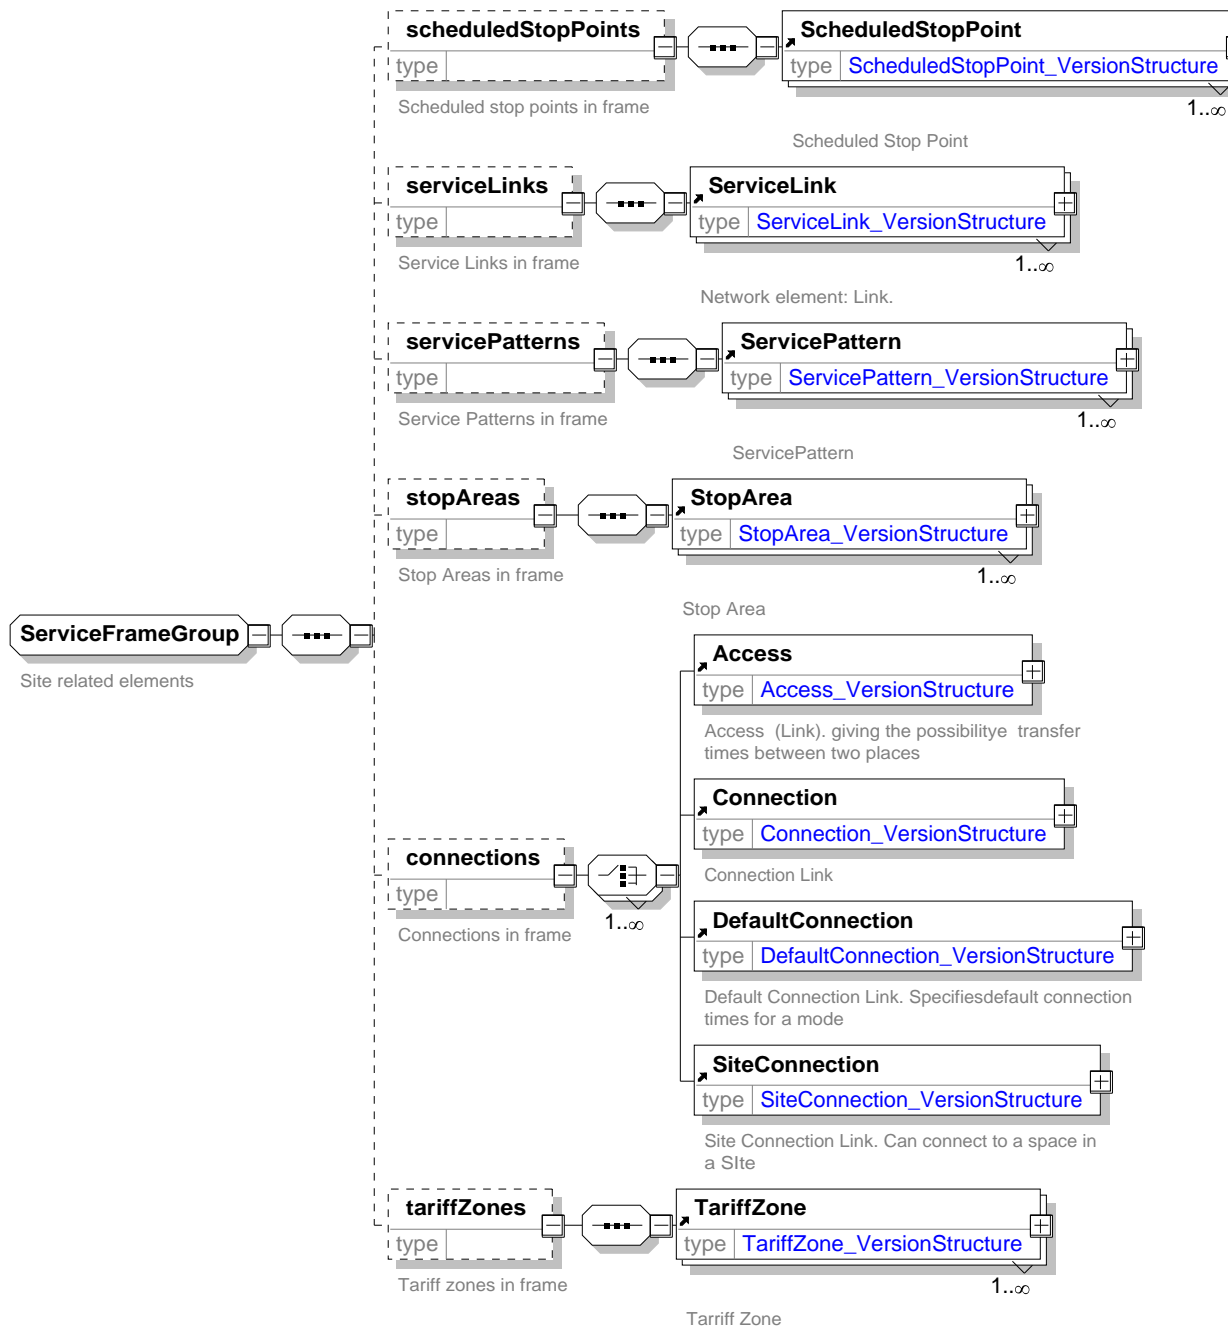 scheduledStopPoints
type
Scheduled stop points in frame
ScheduledStopPoint
type ScheduledStopPoint_VersionStructure
1..∞
Scheduled Stop Point
serviceLinks
type
Service Links in frame
ServiceLink
type ServiceLink_VersionStructure
1..∞
Network element: Link.
servicePatterns
type
Service Patterns in frame
ServicePattern
type ServicePattern_VersionStructure
1..∞
ServicePattern
stopAreas
type
Stop Areas in frame
StopArea
type StopArea_VersionStructure
1..∞
Stop Area
ServiceFrameGroup
Site related elements
connections
type
Connections in frame
1..∞
Access
type Access_VersionStructure
Access (Link). giving the possibilitye transfer
times between two places
Connection
type Connection_VersionStructure
Connection Link
DefaultConnection
type DefaultConnection_VersionStructure
Default Connection Link. Specifiesdefault connection
times for a mode
SiteConnection
type SiteConnection_VersionStructure
Site Connection Link. Can connect to a space in
a SIte
tariffZones
type
Tariff zones in frame
TariffZone
type TariffZone_VersionStructure
1..∞
Tarriff Zone